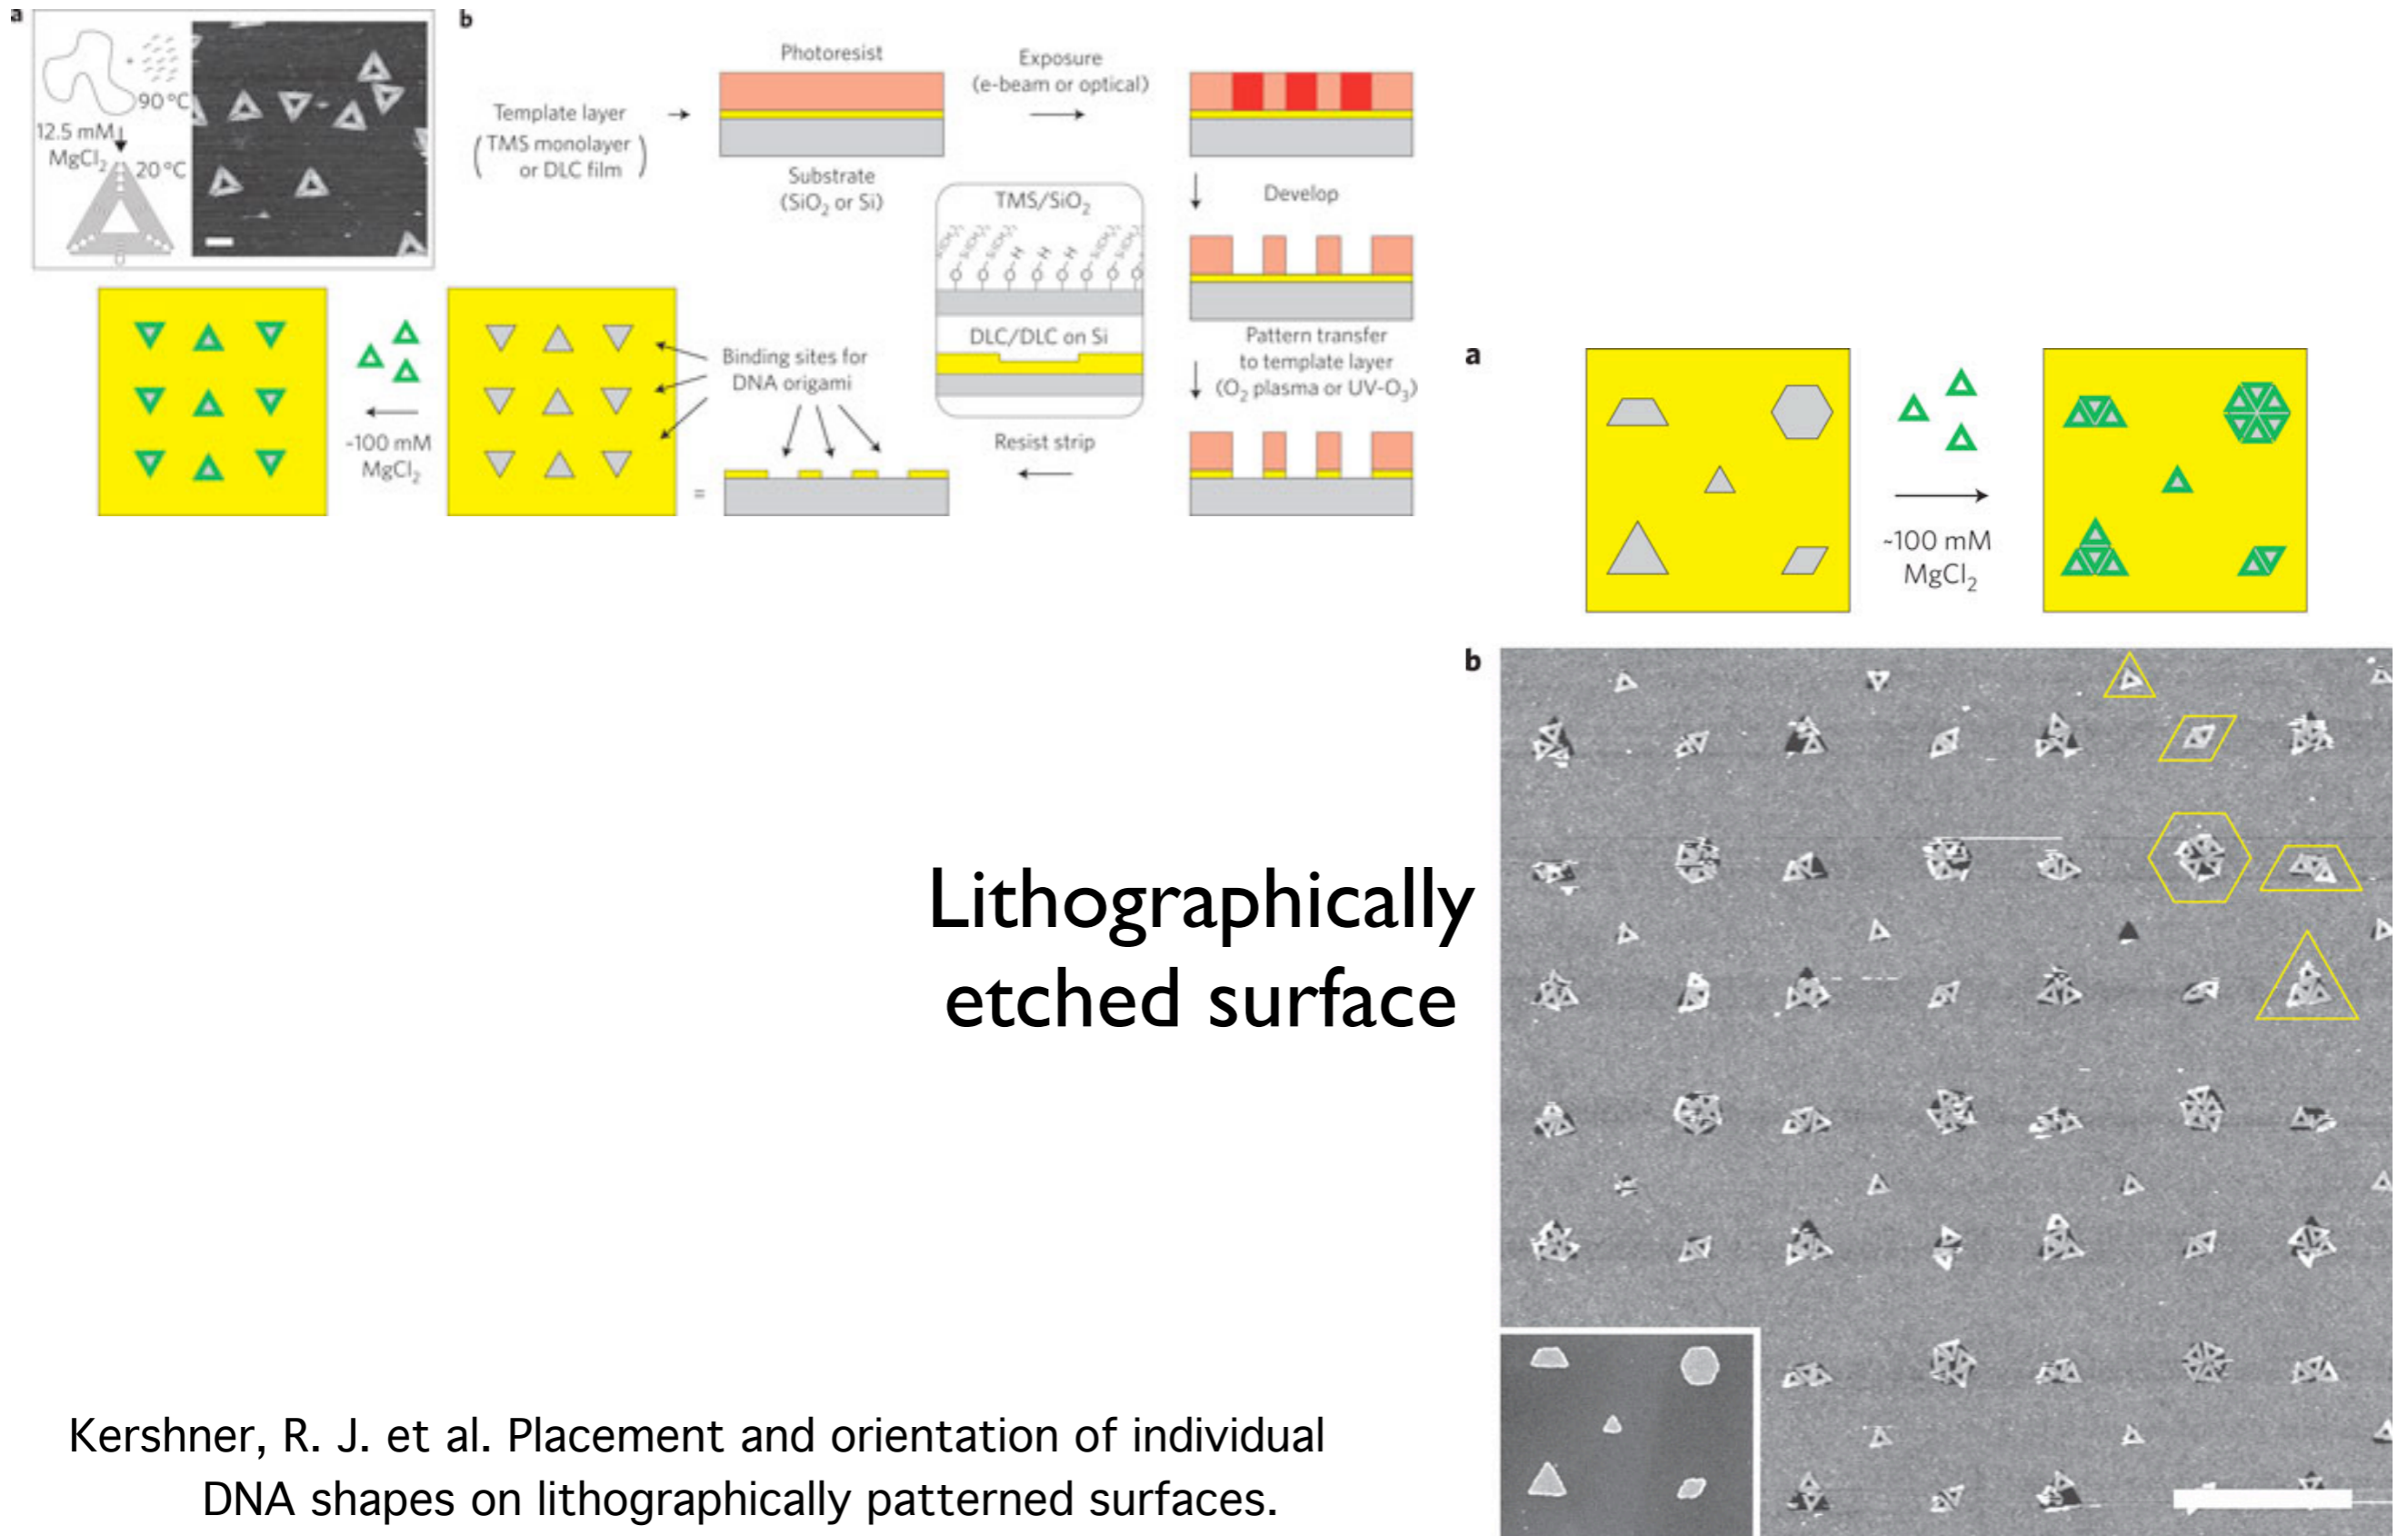 a
+
90 °C
12.5 mM
MgCl2
20 °C
b
Photoresist
Template layer
(TMS monolayer
or DLC film)
Substrate
(SiO2 or Si)
Exposure
(e-beam or optical)
Develop
TMS/SiO2
DLC/DLC on Si
Pattern transfer
to template layer
(O2 plasma or UV-O3)
Resist strip
Binding sites for
DNA origami
=
~100 mM
MgCl2
a
~100 mM
MgCl2
b
Lithographically
etched surface
Kershner, R. J. et al. Placement and orientation of individual
DNA shapes on lithographically patterned surfaces.